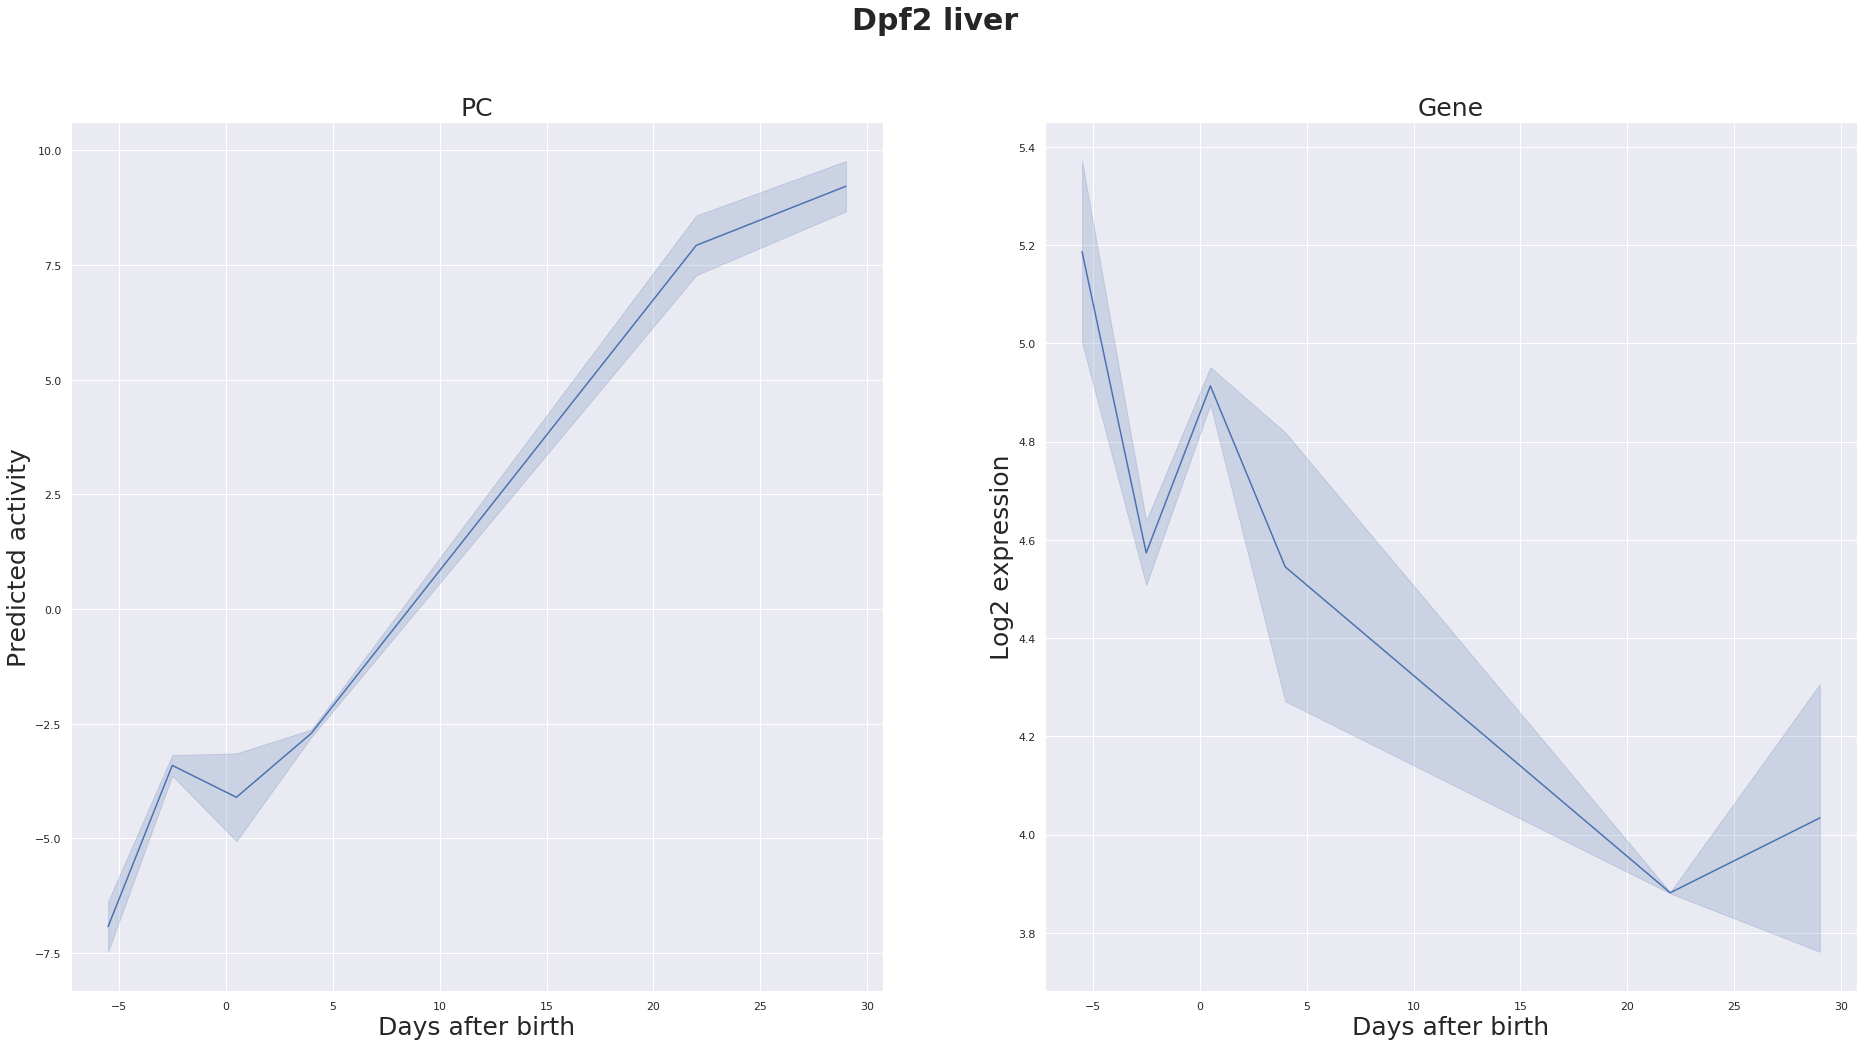 Dpf2 liver
PC
10.0
7.5
5.0
2.5
0.0
−2.5
−5.0
−7.5
Predicted activity
−5 0 5 10 15 20 25 30
Days after birth
Gene
5.4
5.2
5.0
4.8
4.6
4.4
4.2
4.0
3.8
Log2 expression
−5 0 5 10 15 20 25 30
Days after birth